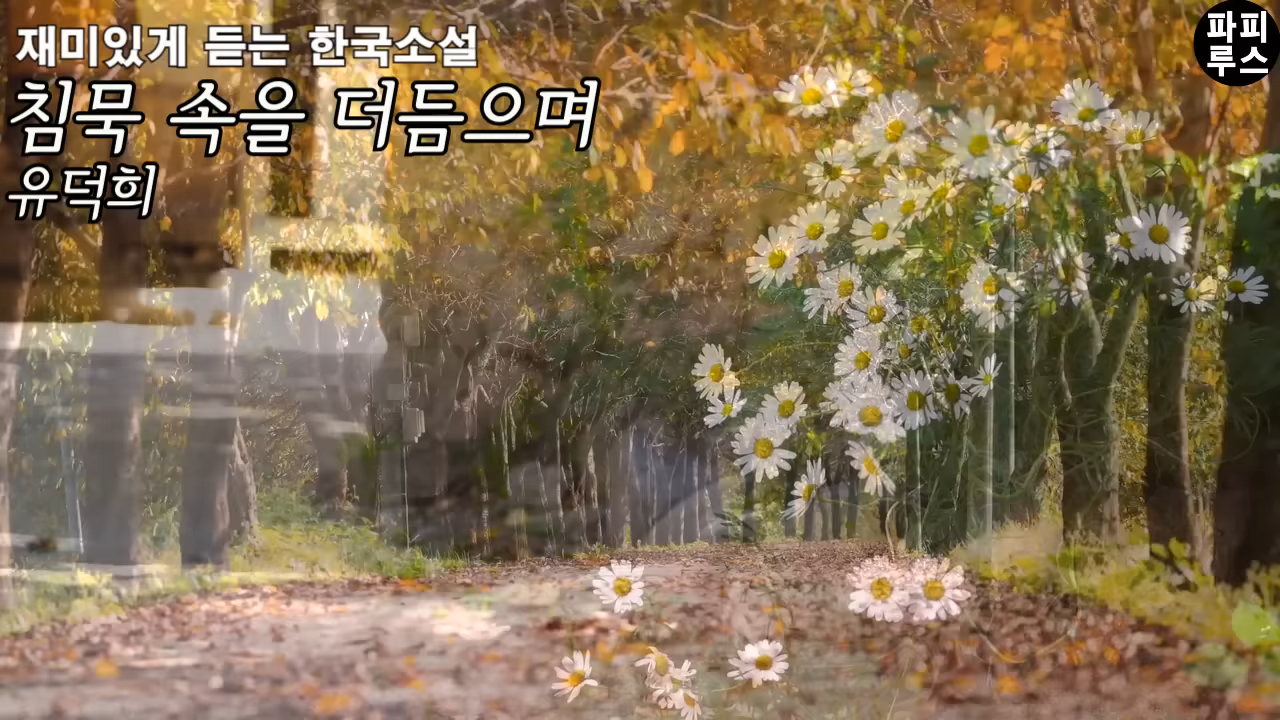 재미있게 듣는 한국소설
침묵 속을 더듬으며
유덕희
파피
루스